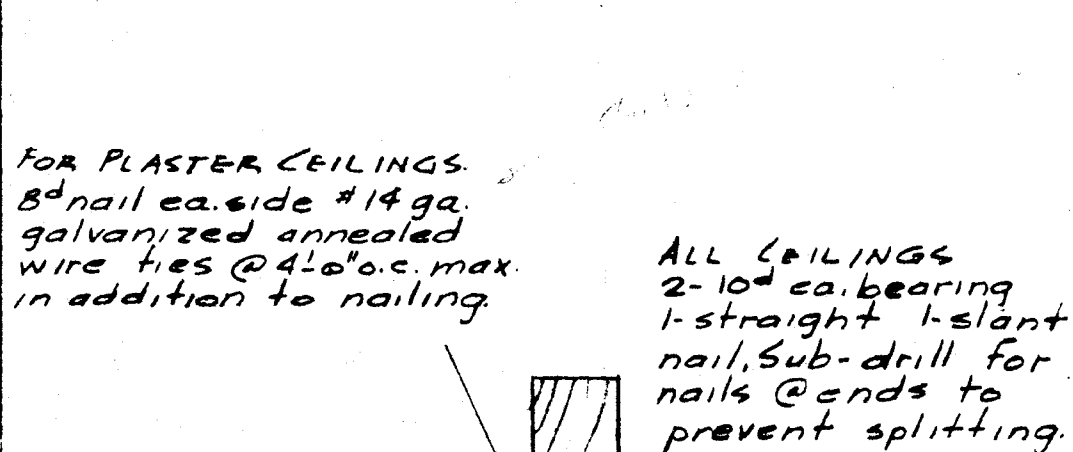 FOR PLASTER CEILINGS.
8d nail ea. side #14 ga.
galvanized annealed
wire ties @ 4'-0" o.c. max.
in addition to nailing.
ALL CEILINGS
2-10d ea. bearing
1-straight 1-slant
nail. Sub-drill for
nails @ ends to
prevent splitting.